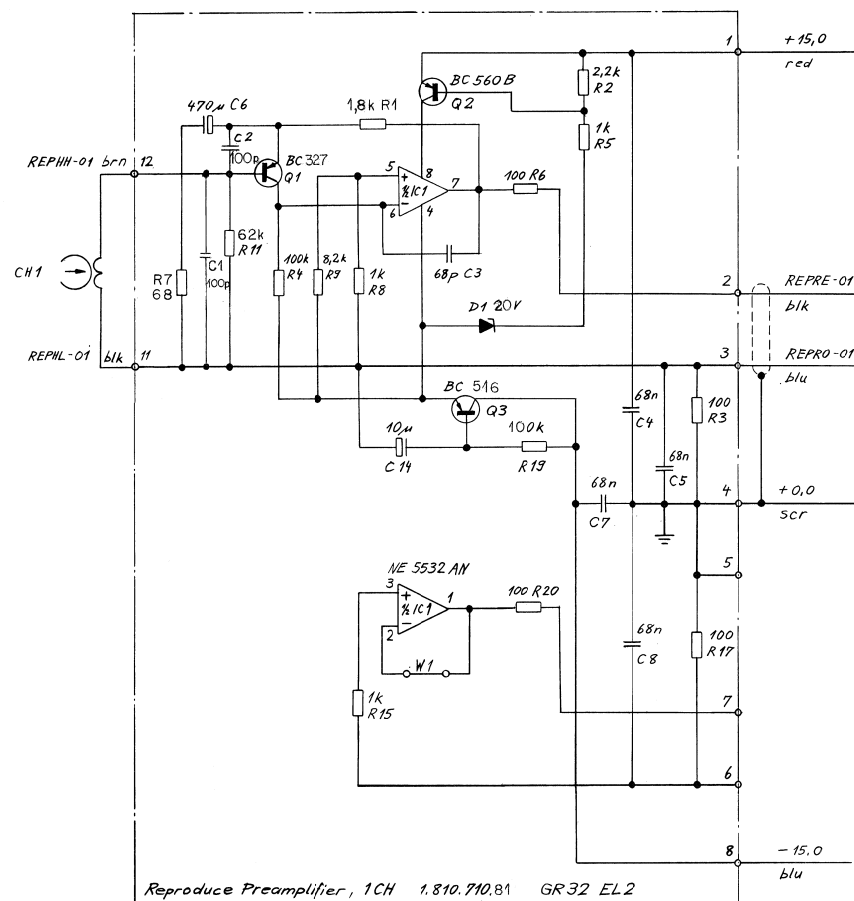 1
+15,0
red
BC 560 B
Q2
2,2k
R2
470µ C6
1,8k R1
1k
R5
C2
100p
REPHH-01 brn 12
BC 327
Q1
5
+
8
½ IC1
7
−
6
4
100 R6
62k
R11
C1
100p
100k
R4
8,2k
R9
1k
R8
68p C3
CH1
R7
68
2
REPRE-01
blk
D1 20V
REPHL-01 blk 11
3
REPRO-01
blu
BC 516
Q3
68n
C4
100
R3
10µ
C14
100k
R19
68n
C5
68n
C7
4
+0,0
scr
5
NE 5532 AN
3
+
½ IC1
1
−
2
100 R20
W1
68n
C8
100
R17
1k
R15
7
6
8
−15.0
blu
Reproduce Preamplifier, 1CH 1.810.710.81 GR32 EL2